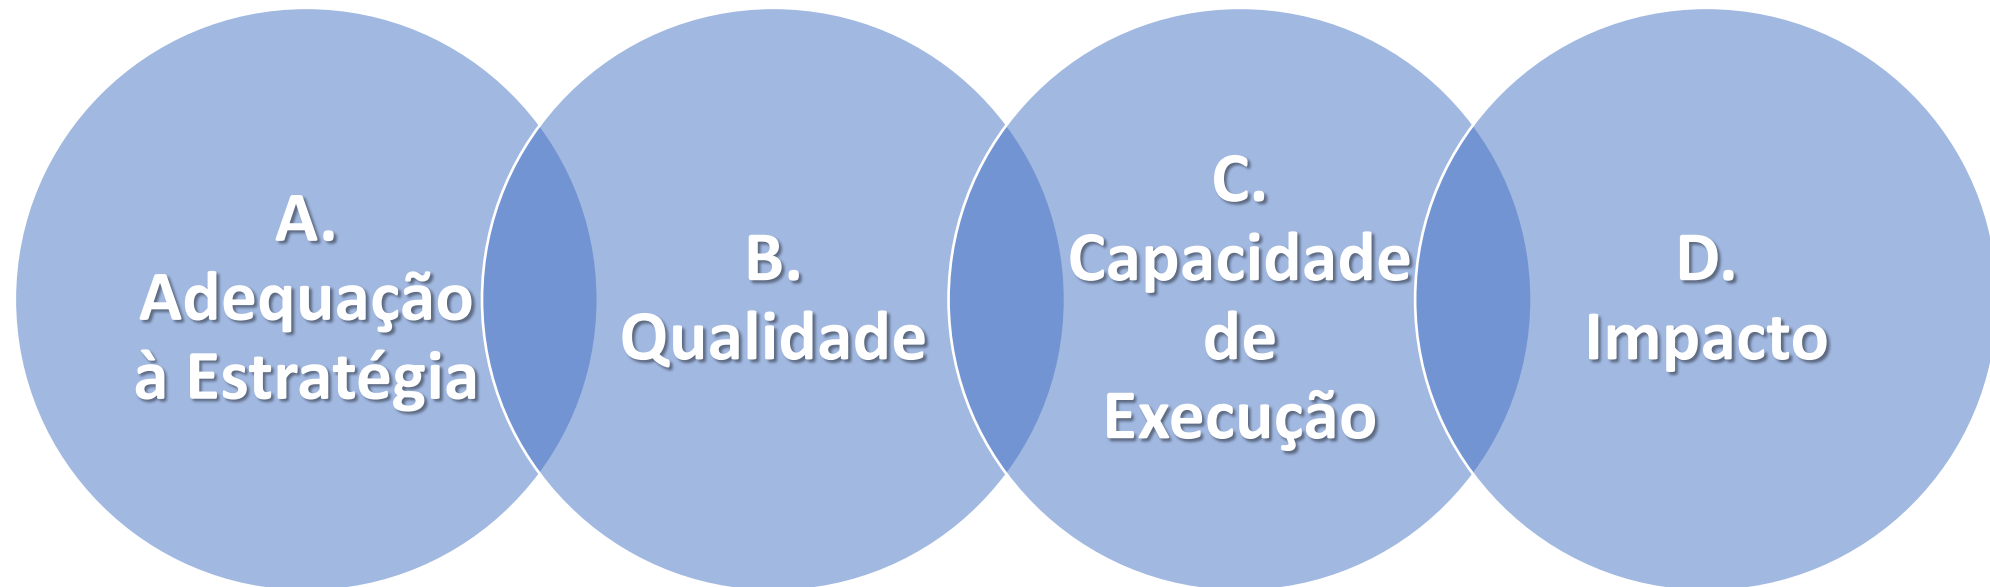 A.
Adequação
à Estratégia
B.
Qualidade
C.
Capacidade
de
Execução
D.
Impacto